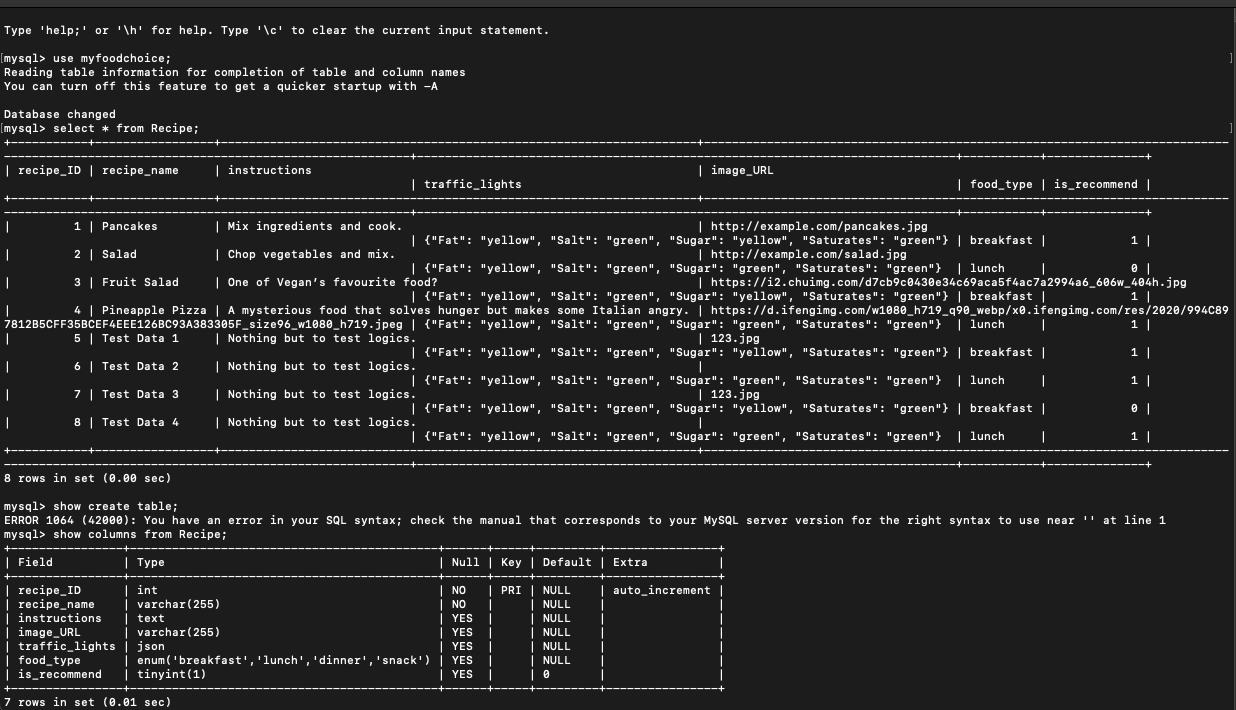 Type 'help;' or '\h' for help. Type '\c' to clear the current input statement.
[mysql> use myfoodchoice; ]
Reading table information for completion of table and column names
You can turn off this feature to get a quicker startup with -A
Database changed
[mysql> select * from Recipe; ]
| recipe_ID | recipe_name | instructions | image_URL
| traffic_lights | food_type | is_recommend |
| 1 | Pancakes | Mix ingredients and cook. | http://example.com/pancakes.jpg
| {"Fat": "yellow", "Salt": "green", "Sugar": "yellow", "Saturates": "green"} | breakfast | 1 |
| 2 | Salad | Chop vegetables and mix. | http://example.com/salad.jpg
| {"Fat": "yellow", "Salt": "green", "Sugar": "green", "Saturates": "green"} | lunch | 0 |
| 3 | Fruit Salad | One of Vegan’s favourite food? | https://i2.chuimg.com/d7cb9c0430e34c69aca5f4ac7a2994a6_606w_404h.jpg
| {"Fat": "yellow", "Salt": "green", "Sugar": "yellow", "Saturates": "green"} | breakfast | 1 |
| 4 | Pineapple Pizza | A mysterious food that solves hunger but makes some Italian angry. | https://d.ifengimg.com/w1080_h719_q90_webp/x0.ifengimg.com/res/2020/994C89
7812B5CFF35BCEF4EEE126BC93A383305F_size96_w1080_h719.jpeg | {"Fat": "yellow", "Salt": "green", "Sugar": "green", "Saturates": "green"} | lunch | 1 |
| 5 | Test Data 1 | Nothing but to test logics. | 123.jpg
| {"Fat": "yellow", "Salt": "green", "Sugar": "yellow", "Saturates": "green"} | breakfast | 1 |
| 6 | Test Data 2 | Nothing but to test logics. |
| {"Fat": "yellow", "Salt": "green", "Sugar": "green", "Saturates": "green"} | lunch | 1 |
| 7 | Test Data 3 | Nothing but to test logics. | 123.jpg
| {"Fat": "yellow", "Salt": "green", "Sugar": "yellow", "Saturates": "green"} | breakfast | 0 |
| 8 | Test Data 4 | Nothing but to test logics. |
| {"Fat": "yellow", "Salt": "green", "Sugar": "green", "Saturates": "green"} | lunch | 1 |
8 rows in set (0.00 sec)
mysql> show create table;
ERROR 1064 (42000): You have an error in your SQL syntax; check the manual that corresponds to your MySQL server version for the right syntax to use near '' at line 1
mysql> show columns from Recipe;
| Field | Type | Null | Key | Default | Extra |
| recipe_ID | int | NO | PRI | NULL | auto_increment |
| recipe_name | varchar(255) | NO | | NULL | |
| instructions | text | YES | | NULL | |
| image_URL | varchar(255) | YES | | NULL | |
| traffic_lights | json | YES | | NULL | |
| food_type | enum('breakfast','lunch','dinner','snack') | YES | | NULL | |
| is_recommend | tinyint(1) | YES | | 0 | |
7 rows in set (0.01 sec)